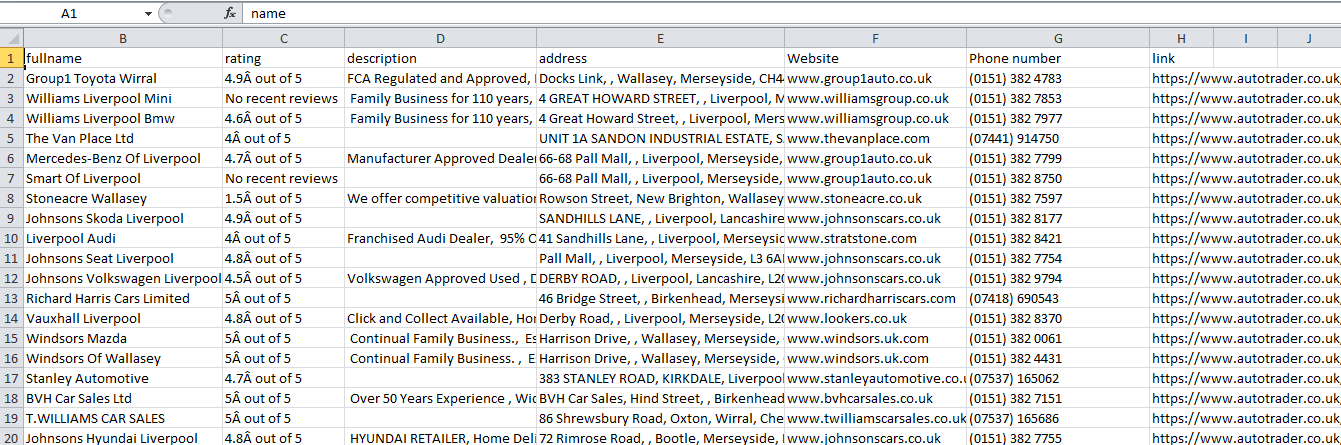 A1 fx name
B C D E F G H I J
1 fullname rating description address Website Phone number link
2 Group1 Toyota Wirral 4.9Â out of 5 FCA Regulated and Approved, Docks Link, , Wallasey, Merseyside, CH4 www.group1auto.co.uk (0151) 382 4783 https://www.autotrader.co.uk
3 Williams Liverpool Mini No recent reviews Family Business for 110 years, 4 GREAT HOWARD STREET, , Liverpool, M www.williamsgroup.co.uk (0151) 382 7853 https://www.autotrader.co.uk
4 Williams Liverpool Bmw 4.6Â out of 5 Family Business for 110 years, 4 Great Howard Street, , Liverpool, Mers www.williamsgroup.co.uk (0151) 382 7977 https://www.autotrader.co.uk
5 The Van Place Ltd 4Â out of 5 UNIT 1A SANDON INDUSTRIAL ESTATE, S www.thevanplace.com (07441) 914750 https://www.autotrader.co.uk
6 Mercedes-Benz Of Liverpool 4.7Â out of 5 Manufacturer Approved Deale 66-68 Pall Mall, , Liverpool, Merseyside, www.group1auto.co.uk (0151) 382 7799 https://www.autotrader.co.uk
7 Smart Of Liverpool No recent reviews 66-68 Pall Mall, , Liverpool, Merseyside, www.group1auto.co.uk (0151) 382 8750 https://www.autotrader.co.uk
8 Stoneacre Wallasey 1.5Â out of 5 We offer competitive valuation Rowson Street, New Brighton, Wallasey www.stoneacre.co.uk (0151) 382 7597 https://www.autotrader.co.uk
9 Johnsons Skoda Liverpool 4.9Â out of 5 SANDHILLS LANE, , Liverpool, Lancashire www.johnsonscars.co.uk (0151) 382 8177 https://www.autotrader.co.uk
10 Liverpool Audi 4Â out of 5 Franchised Audi Dealer, 95% C 41 Sandhills Lane, , Liverpool, Merseysic www.stratstone.com (0151) 382 8421 https://www.autotrader.co.uk
11 Johnsons Seat Liverpool 4.8Â out of 5 Pall Mall, , Liverpool, Merseyside, L3 6A www.johnsonscars.co.uk (0151) 382 7754 https://www.autotrader.co.uk
12 Johnsons Volkswagen Liverpool 4.5Â out of 5 Volkswagen Approved Used , D DERBY ROAD, , Liverpool, Lancashire, L20 www.johnsonscars.co.uk (0151) 382 9794 https://www.autotrader.co.uk
13 Richard Harris Cars Limited 5Â out of 5 46 Bridge Street, , Birkenhead, Merseysi www.richardharriscars.com (07418) 690543 https://www.autotrader.co.uk
14 Vauxhall Liverpool 4.8Â out of 5 Click and Collect Available, Hor Derby Road, , Liverpool, Merseyside, L20 www.lookers.co.uk (0151) 382 8370 https://www.autotrader.co.uk
15 Windsors Mazda 5Â out of 5 Continual Family Business., Es Harrison Drive, , Wallasey, Merseyside, www.windsors.uk.com (0151) 382 0061 https://www.autotrader.co.uk
16 Windsors Of Wallasey 5Â out of 5 Continual Family Business. , E Harrison Drive, , Wallasey, Merseyside, www.windsors.uk.com (0151) 382 4431 https://www.autotrader.co.uk
17 Stanley Automotive 4.7Â out of 5 383 STANLEY ROAD, KIRKDALE, Liverpool www.stanleyautomotive.co.u (07537) 165062 https://www.autotrader.co.uk
18 BVH Car Sales Ltd 5Â out of 5 Over 50 Years Experience , Wid BVH Car Sales, Hind Street, , Birkenhead www.bvhcarsales.co.uk (0151) 382 7151 https://www.autotrader.co.uk
19 T.WILLIAMS CAR SALES 5Â out of 5 86 Shrewsbury Road, Oxton, Wirral, Che www.twilliamscarsales.co.uk (07537) 165686 https://www.autotrader.co.uk
20 Johnsons Hyundai Liverpool 4.8Â out of 5 HYUNDAI RETAILER, Home Deli 72 Rimrose Road, , Bootle, Merseyside, www.johnsonscars.co.uk (0151) 382 7755 https://www.autotrader.co.uk